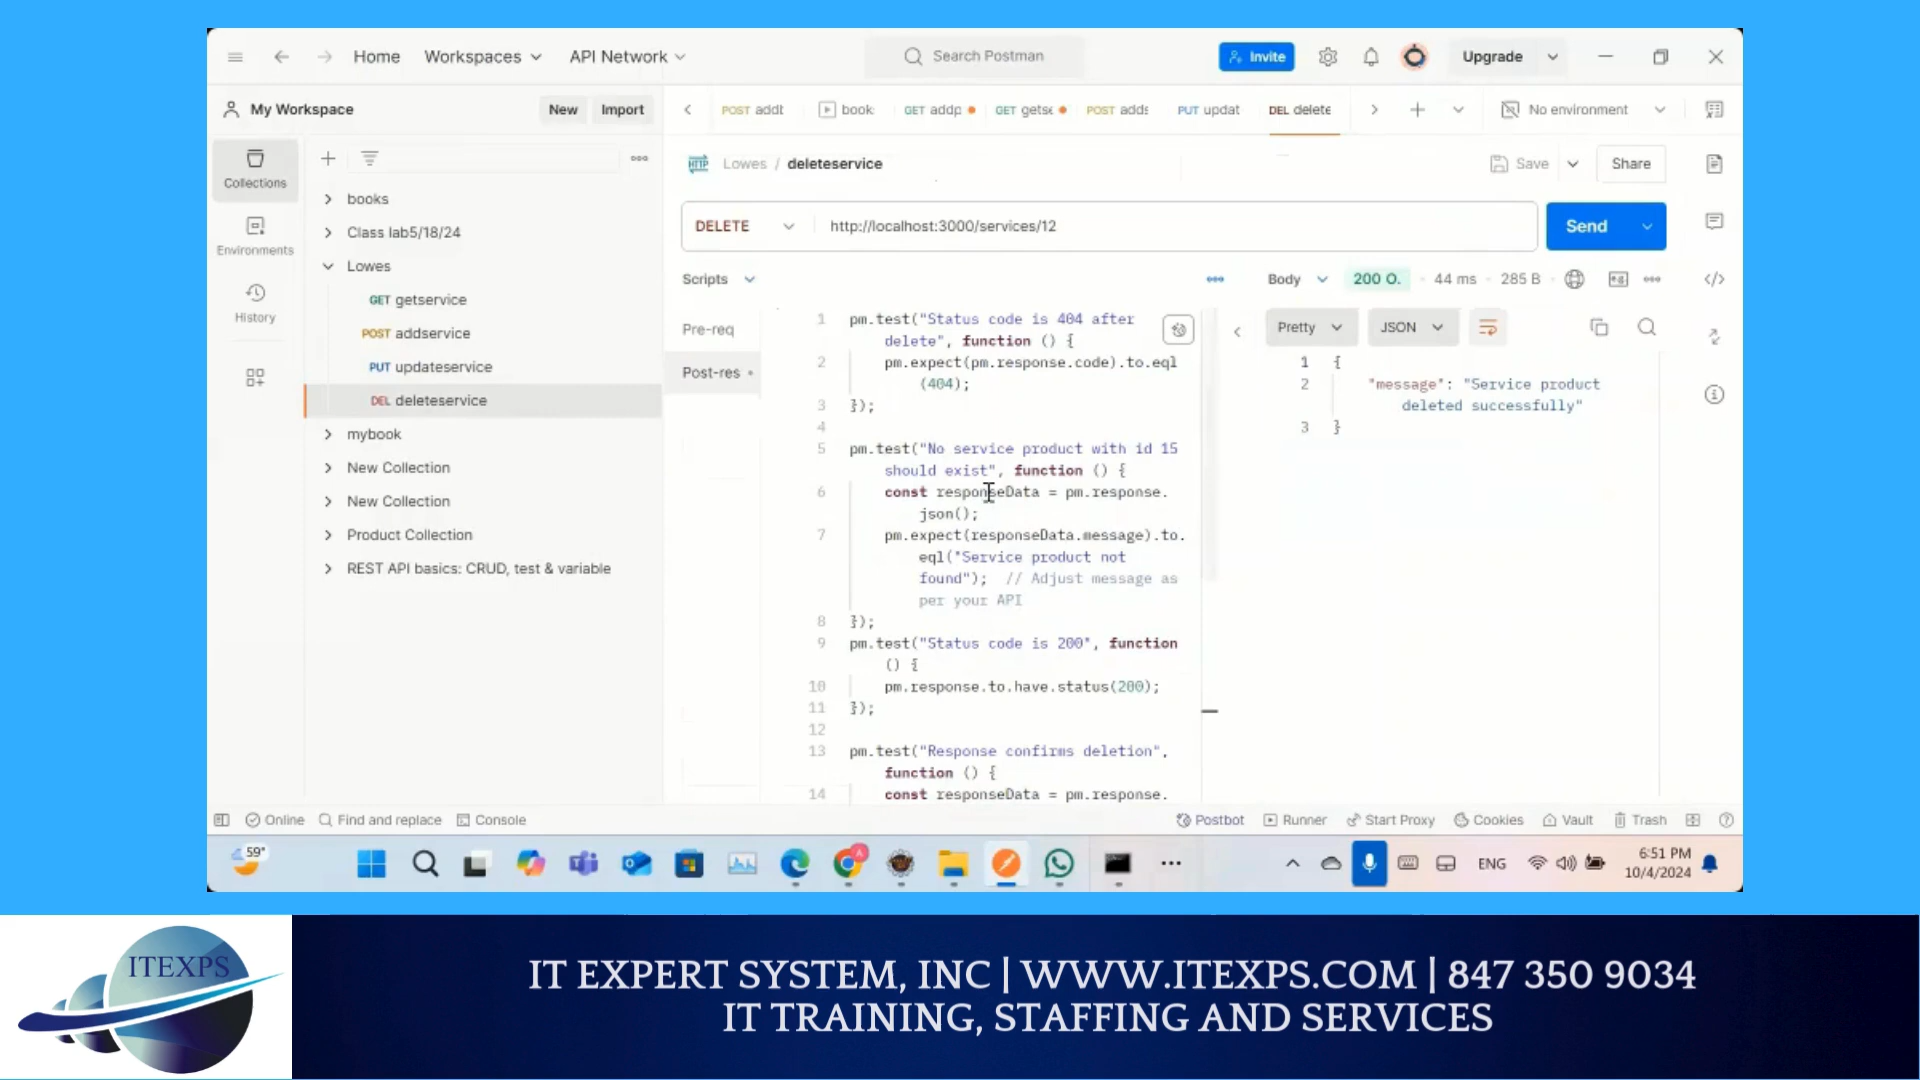 Home
Workspaces
API Network
Search Postman
Invite
Upgrade
My Workspace
New
Import
POST addt
book
GET addp
GET getse
POST adds
PUT updat
DEL delete
No environment
Collections
Environments
History
books
Class lab5/18/24
Lowes
GET getservice
POST addservice
PUT updateservice
DEL deleteservice
mybook
New Collection
New Collection
Product Collection
REST API basics: CRUD, test & variable
HTTP
Lowes / deleteservice
Save
Share
DELETE
http://localhost:3000/services/12
Send
Scripts
Body
200 O.
44 ms
285 B
Pre-req
Post-res
1 pm.test("Status code is 404 after
delete", function () {
2 pm.expect(pm.response.code).to.eql
(404);
3 });
4
5 pm.test("No service product with id 15
should exist", function () {
6 const responseData = pm.response.
json();
7 pm.expect(responseData.message).to.
eql("Service product not
found"); // Adjust message as
per your API
8 });
9 pm.test("Status code is 200", function
() {
10 pm.response.to.have.status(200);
11 });
12
13 pm.test("Response confirms deletion",
function () {
14 const responseData = pm.response.
Pretty
JSON
1 {
2 "message": "Service product
deleted successfully"
3 }
Online
Find and replace
Console
Postbot
Runner
Start Proxy
Cookies
Vault
Trash
59°
ENG
6:51 PM
10/4/2024
ITEXPS
IT EXPERT SYSTEM, INC | WWW.ITEXPS.COM | 847 350 9034
IT TRAINING, STAFFING AND SERVICES